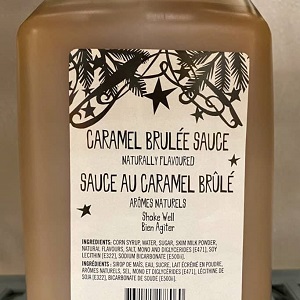 CARAMEL BRULÉE SAUCE
NATURALLY FLAVOURED
SAUCE AU CARAMEL BRÛLÉ
ARÔMES NATURELS
Shake Well
Bien Agiter
INGREDIENTS: CORN SYRUP, WATER, SUGAR, SKIM MILK POWDER,
NATURAL FLAVOURS, SALT, MONO AND DIGLYCERIDES (E471), SOY
LECITHIN (E322), SODIUM BICARBONATE (E500ii).
INGRÉDIENTS : SIROP DE MAÏS, EAU, SUCRE, LAIT ÉCRÉMÉ EN POUDRE,
ARÔMES NATURELS, SEL, MONO ET DIGLYCÉRIDES (E471), LÉCITHINE DE
SOJA (E322), BICARBONATE DE SOUDE (E500ii).